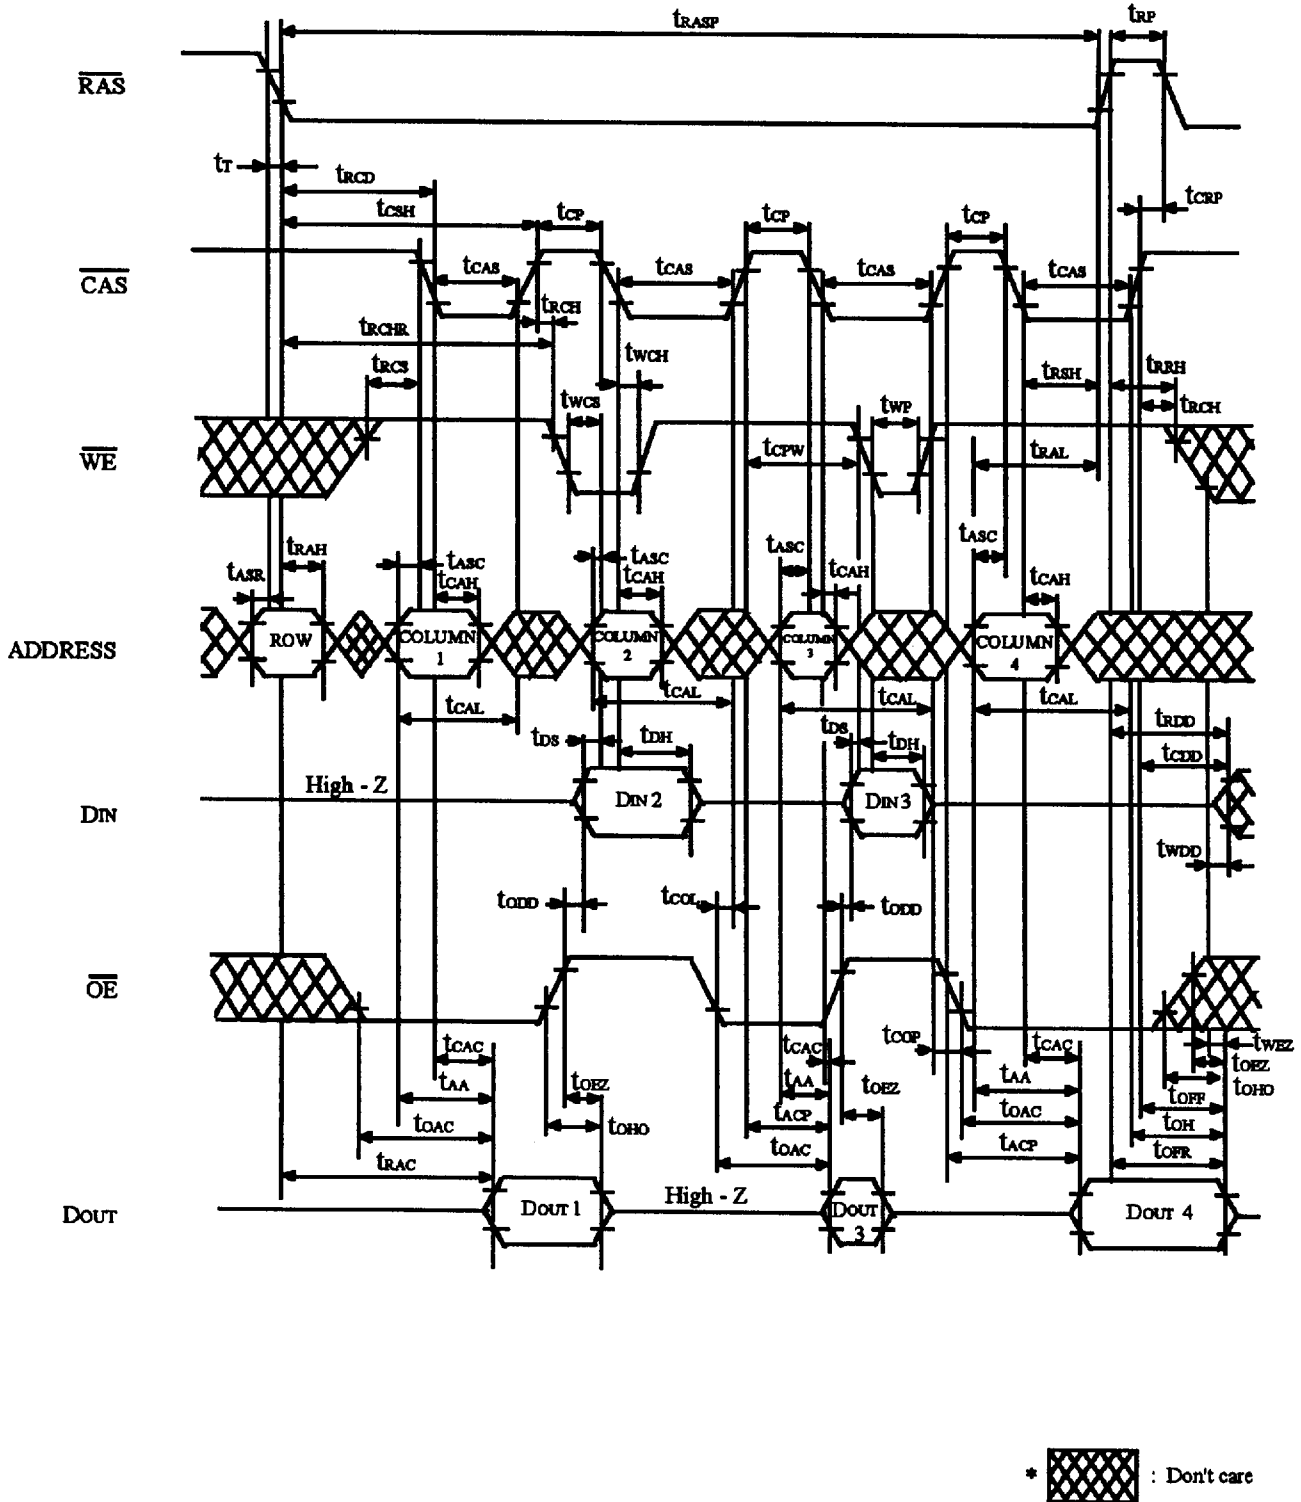 tRASP
tRP
RAS
tT
tRCD
tCSH
tCP
tCP
tCP
tCRP
CAS
tCAS
tCAS
tCAS
tCAS
tRCH
tRCHR
tWCH
tRCS
tRSH
tRRH
tWCS
tWP
tRCH
WE
tCPW
tRAL
tRAH
tASC
tASC
tASC
tASC
tASR
tCAH
tCAH
tCAH
tCAH
ADDRESS
ROW
COLUMN 1
COLUMN 2
COLUMN 3
COLUMN 4
tCAL
tCAL
tCAL
tCAL
tRDD
tDS
tDH
tDS
tDH
tCDD
High - Z
DIN
DIN 2
DIN 3
tWDD
tODD
tCOL
tODD
OE
tCAC
tCAC
tCOP
tCAC
tWEZ
tAA
tOEZ
tAA
tOEZ
tAA
tOEZ
tOHO
tOAC
tOHO
tACP
tOAC
tOFF
tRAC
tOAC
tACP
tOH
tOFR
DOUT
DOUT 1
High - Z
DOUT 3
DOUT 4
* : Don't care